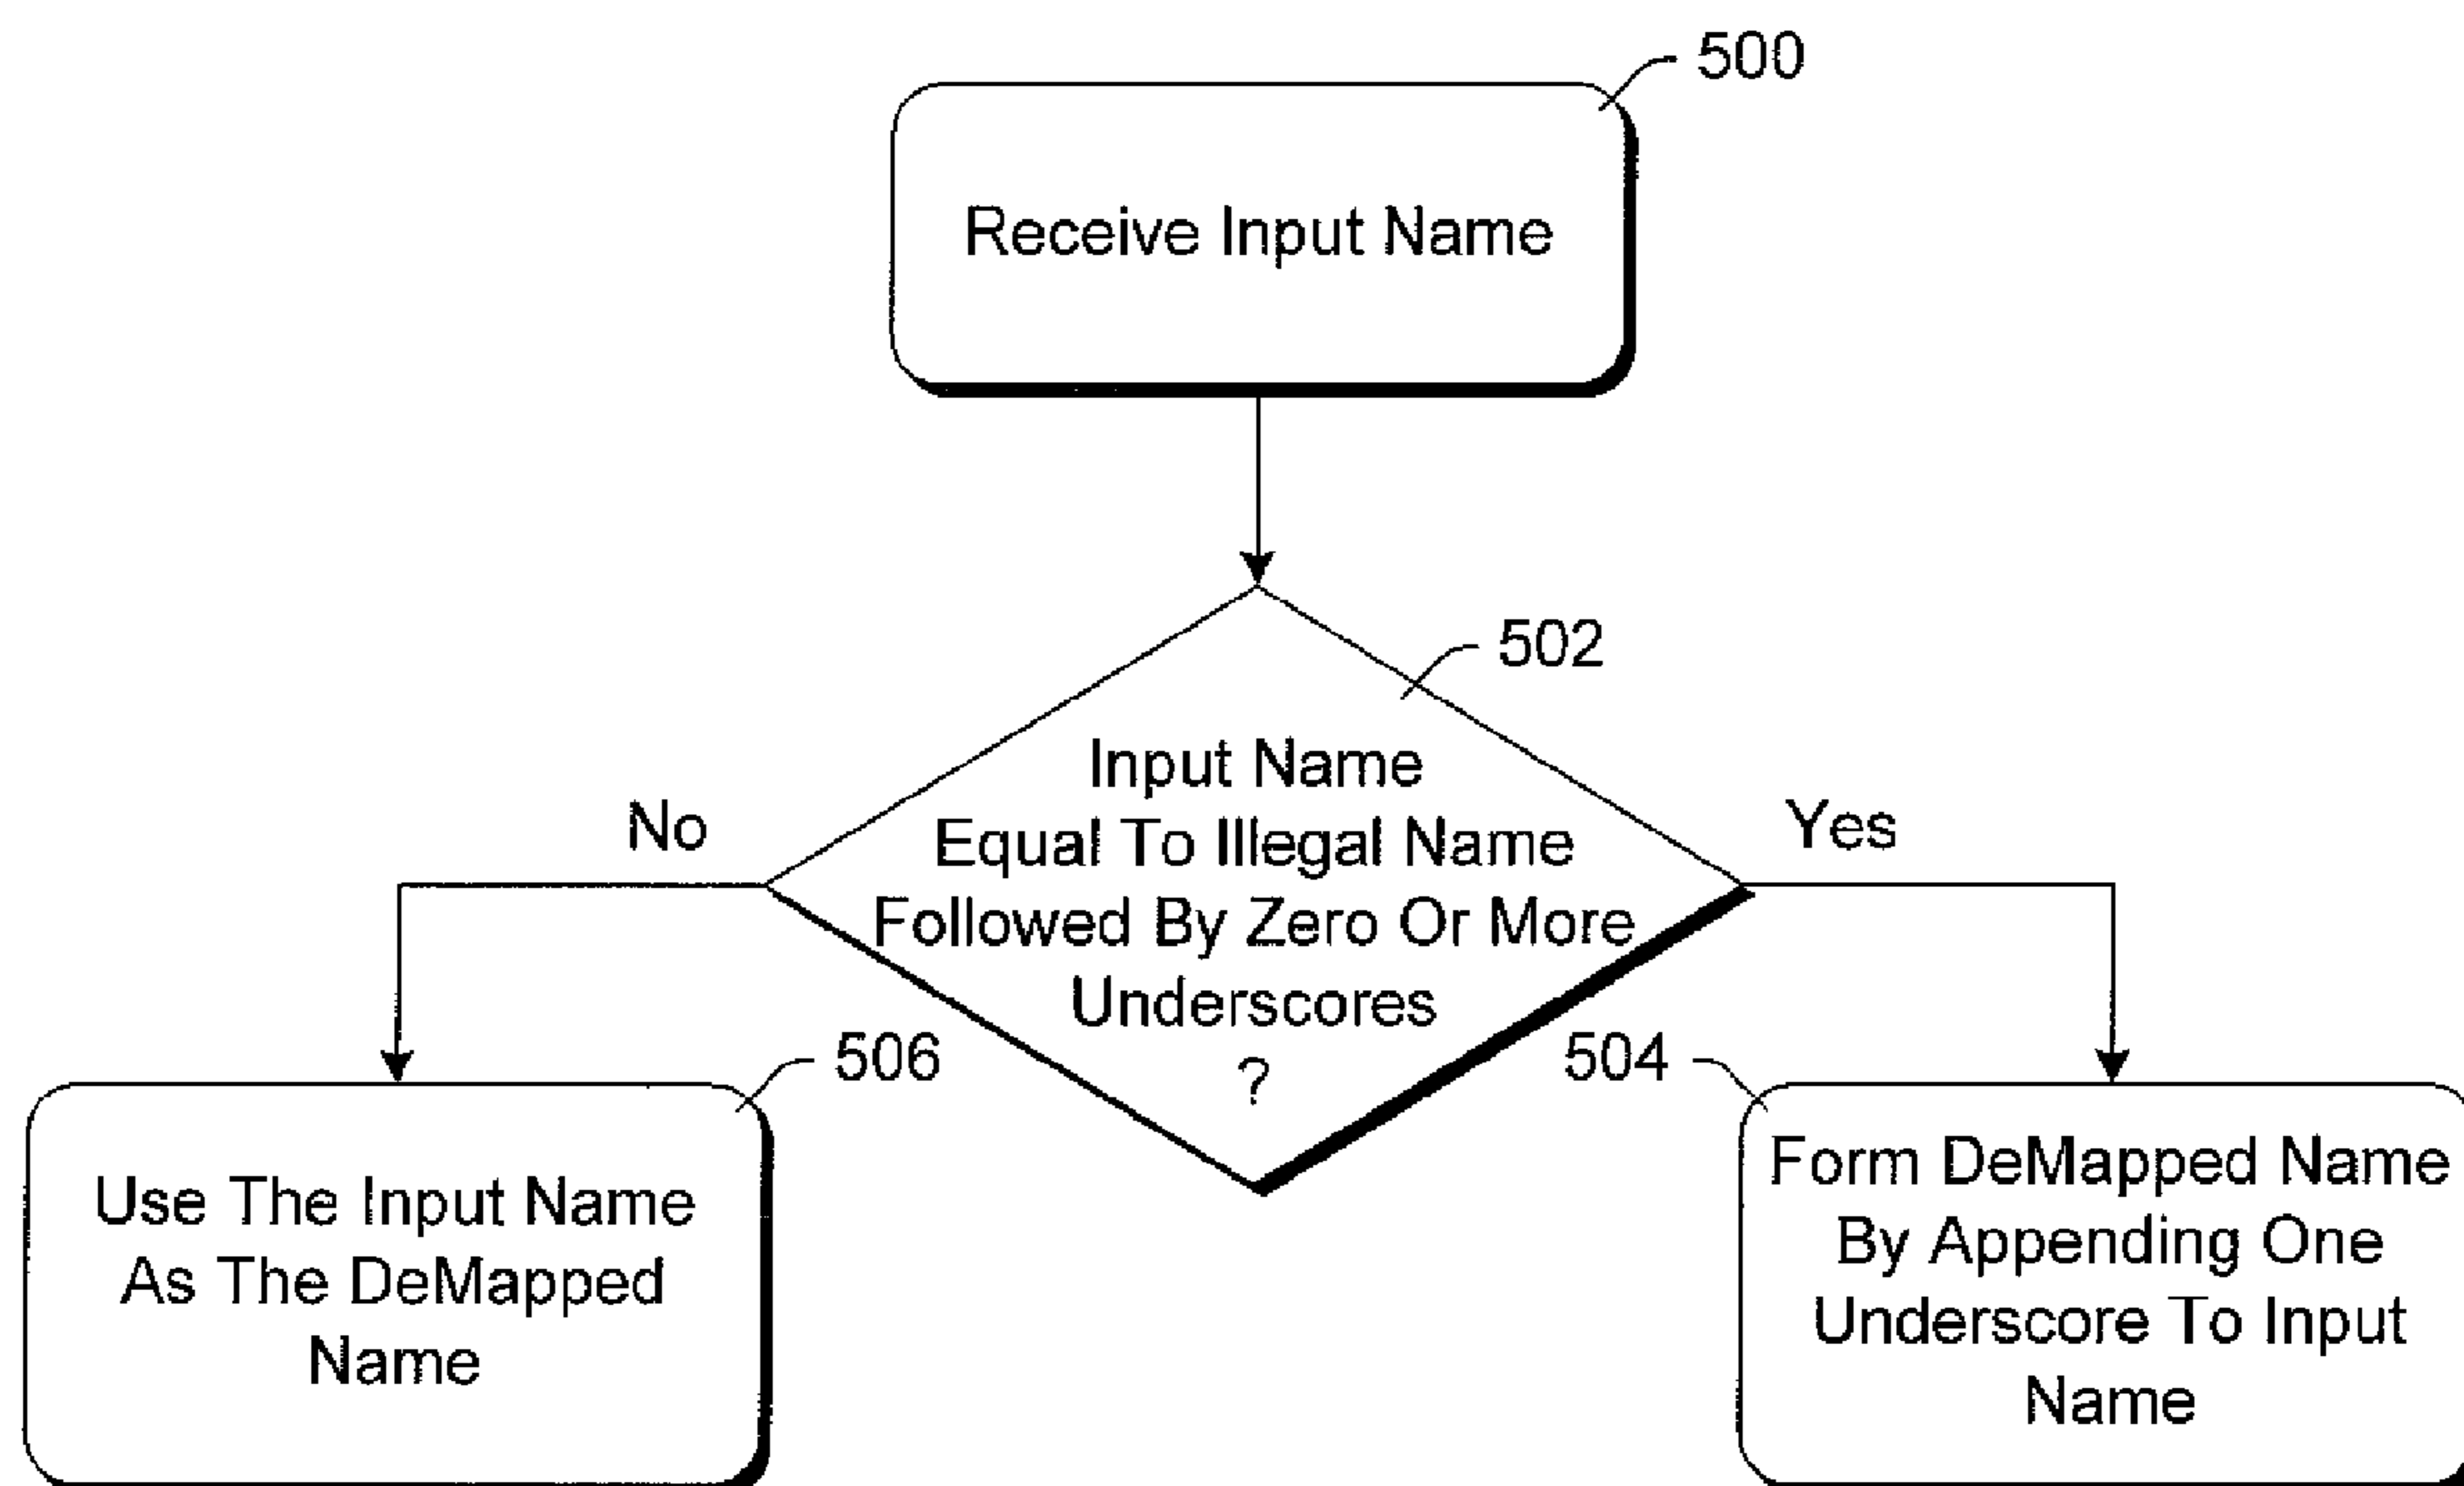 500
Receive Input Name
502
Input Name
Equal To Illegal Name
Followed By Zero Or More
Underscores
?
No
Yes
506
Use The Input Name
As The DeMapped
Name
504
Form DeMapped Name
By Appending One
Underscore To Input
Name